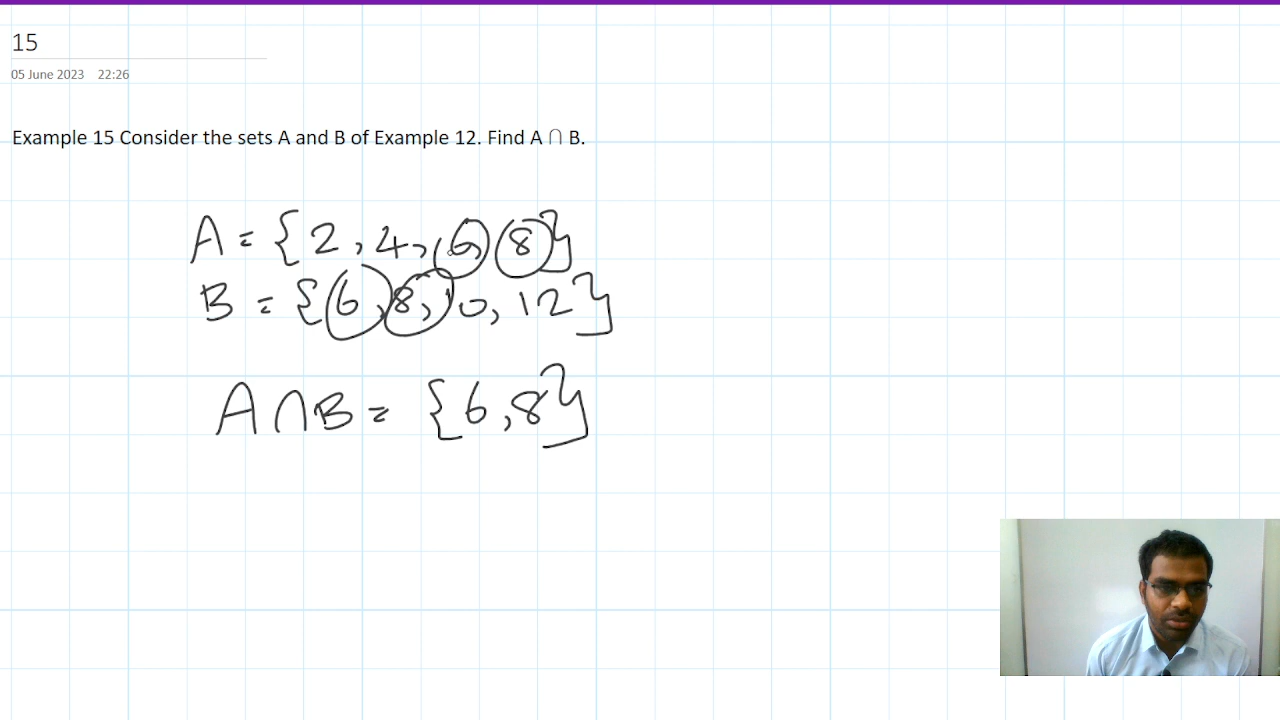 15
05 June 2023 22:26
Example 15 Consider the sets A and B of Example 12. Find A ∩ B.
A = {2, 4, 6, 8}
B = {6, 8, 10, 12}
A ∩ B = {6, 8}